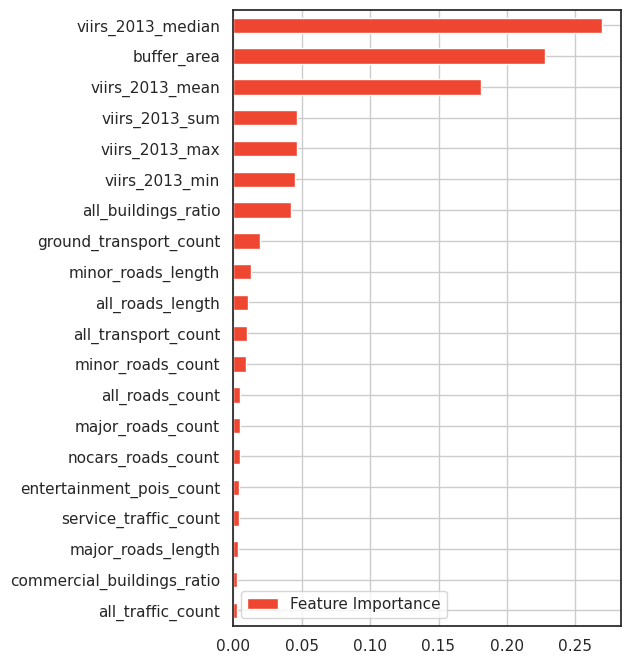 viirs_2013_median
buffer_area
viirs_2013_mean
viirs_2013_sum
viirs_2013_max
viirs_2013_min
all_buildings_ratio
ground_transport_count
minor_roads_length
all_roads_length
all_transport_count
minor_roads_count
all_roads_count
major_roads_count
nocars_roads_count
entertainment_pois_count
service_traffic_count
major_roads_length
commercial_buildings_ratio
all_traffic_count
Feature Importance
0.00 0.05 0.10 0.15 0.20 0.25